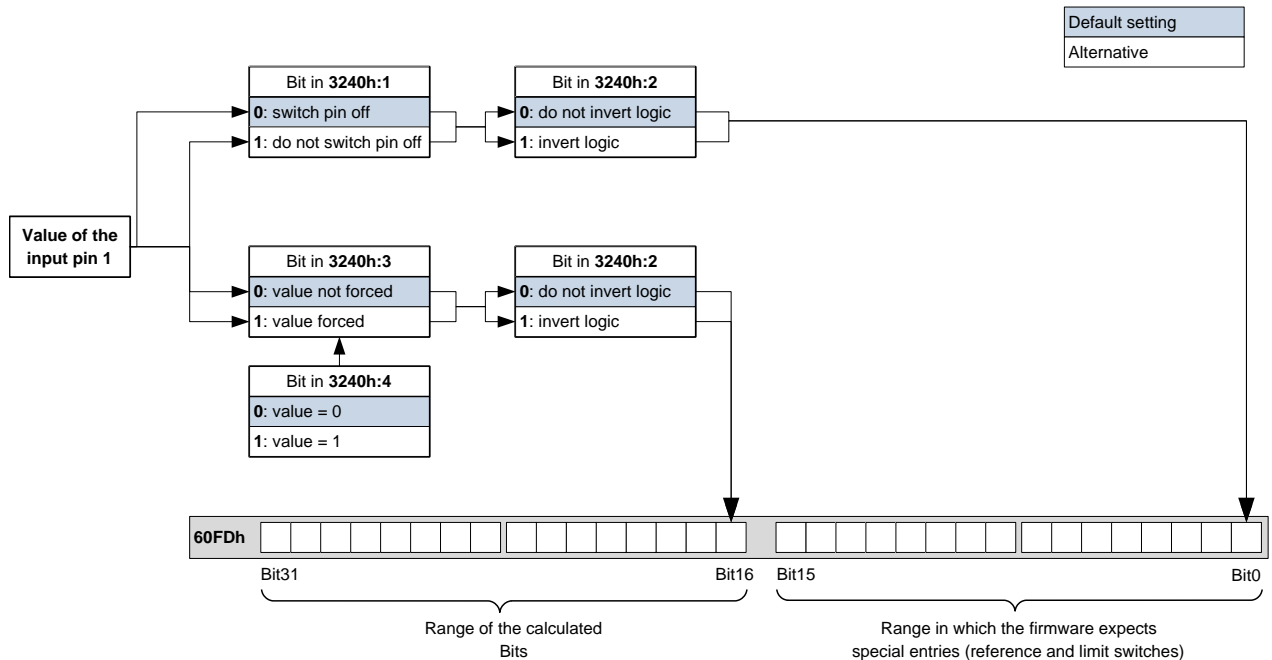 Default setting
Alternative
Bit in 3240h:1
0: switch pin off
1: do not switch pin off
Bit in 3240h:2
0: do not invert logic
1: invert logic
Value of the
input pin 1
Bit in 3240h:3
0: value not forced
1: value forced
Bit in 3240h:2
0: do not invert logic
1: invert logic
Bit in 3240h:4
0: value = 0
1: value = 1
60FDh
Bit31
Bit16
Bit15
Bit0
Range of the calculated
Bits
Range in which the firmware expects
special entries (reference and limit switches)